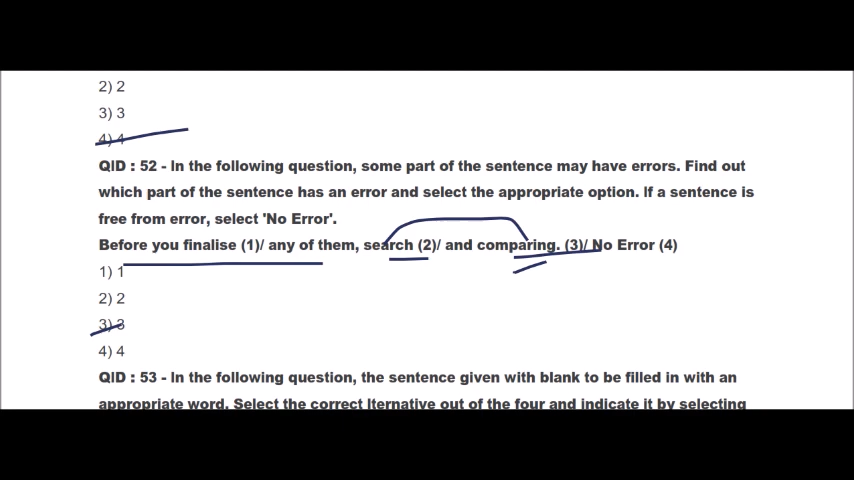 2) 2
3) 3
4) 4
QID : 52 - In the following question, some part of the sentence may have errors. Find out
which part of the sentence has an error and select the appropriate option. If a sentence is
free from error, select 'No Error'.
Before you finalise (1)/ any of them, search (2)/ and comparing. (3)/ No Error (4)
1) 1
2) 2
3) 3
4) 4
QID : 53 - In the following question, the sentence given with blank to be filled in with an
appropriate word. Select the correct lternative out of the four and indicate it by selecting